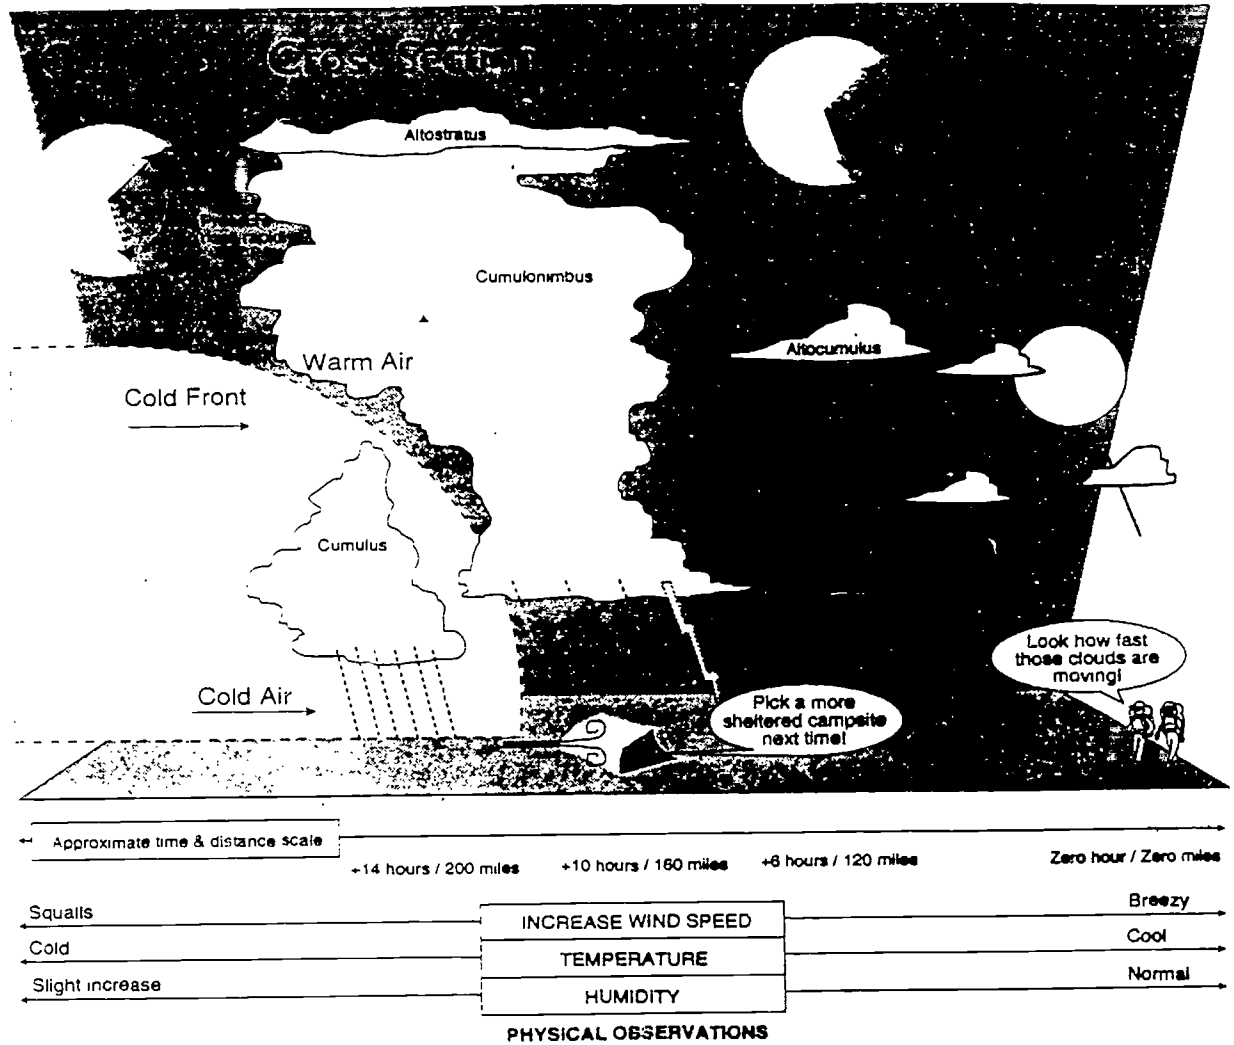 Cross Section
Altostratus
Cumulonimbus
Altocumulus
Warm Air
Cold Front
Cumulus
Look how fast
those clouds are
moving!
Cold Air
Pick a more
sheltered campsite
next time!
Approximate time & distance scale
+14 hours / 200 miles
+10 hours / 160 miles
+6 hours / 120 miles
Zero hour / Zero miles
Squalls
INCREASE WIND SPEED
Breezy
Cold
TEMPERATURE
Cool
Slight increase
HUMIDITY
Normal
PHYSICAL OBSERVATIONS